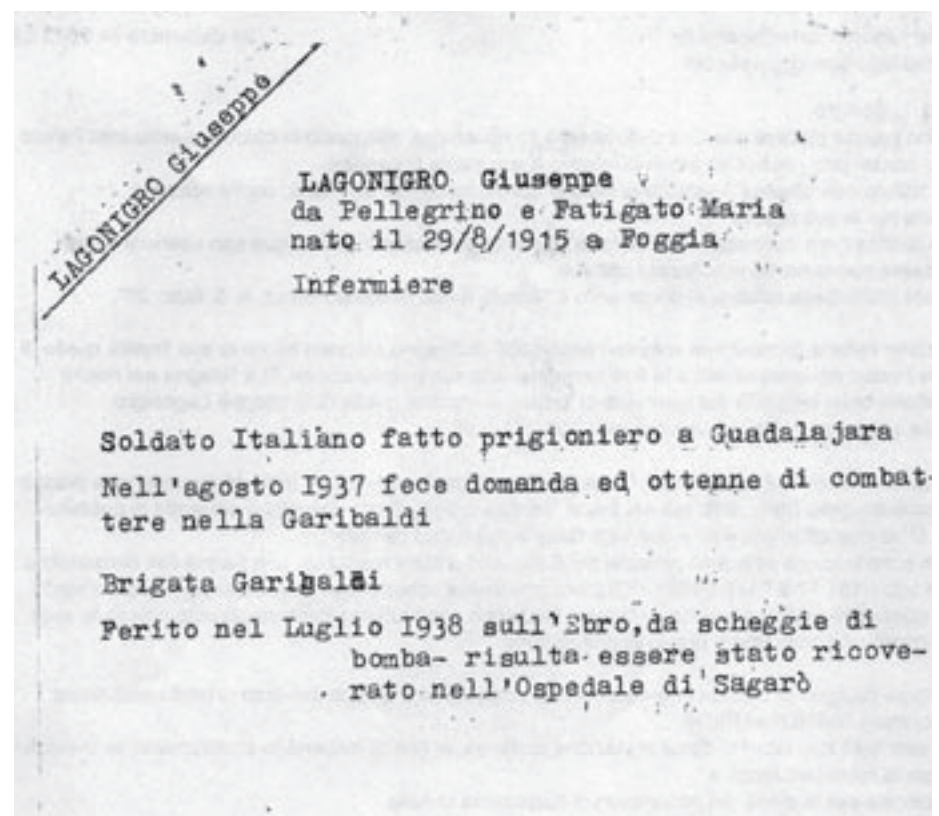 LAGONIGRO Giuseppe
LAGONIGRO Giuseppe
da Pellegrino e Fatigato Maria
nato il 29/8/1915 a Foggia
Infermiere
Soldato Italiano fatto prigioniero a Guadalajara
Nell'agosto I937 fece domanda ed ottenne di combat-
tere nella Garibaldi
Brigata Garibaldi
Ferito nel Luglio I938 sull'Ebro,da scheggie di
bomba- risulta essere stato ricove-
rato nell'Ospedale di Sagarò